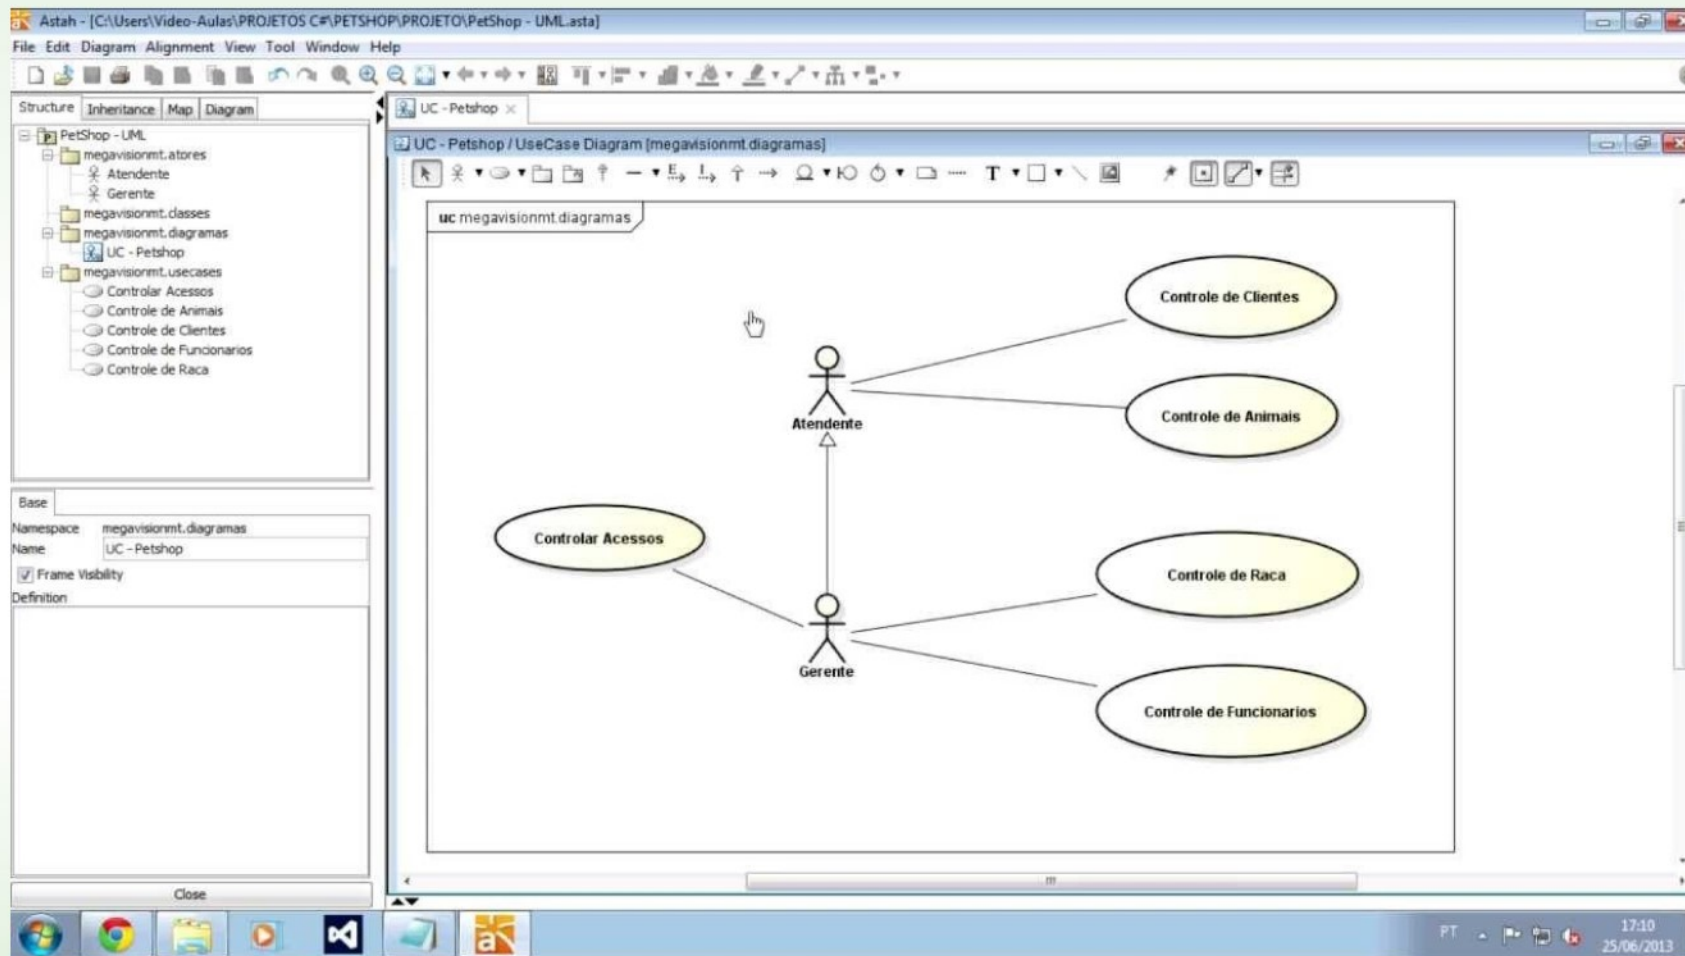 Astah - [C:\Users\Video-Aulas\PROJETOS C#\PETSHOP\PROJETO\PetShop - UML.asta]
File Edit Diagram Alignment View Tool Window Help
Structure Inheritance Map Diagram
PetShop - UML
megavisionmt.atores
Atendente
Gerente
megavisionmt.classes
megavisionmt.diagramas
UC - Petshop
megavisionmt.usecases
Controlar Acessos
Controle de Animais
Controle de Clientes
Controle de Funcionarios
Controle de Raca
Base
Namespace megavisionmt.diagramas
Name UC - Petshop
Frame Visibility
Definition
Close
UC - Petshop
UC - Petshop / UseCase Diagram [megavisionmt.diagramas]
T
uc megavisionmt.diagramas
Controle de Clientes
Controle de Animais
Atendente
Controlar Acessos
Controle de Raca
Gerente
Controle de Funcionarios
PT
17:10
25/06/2013